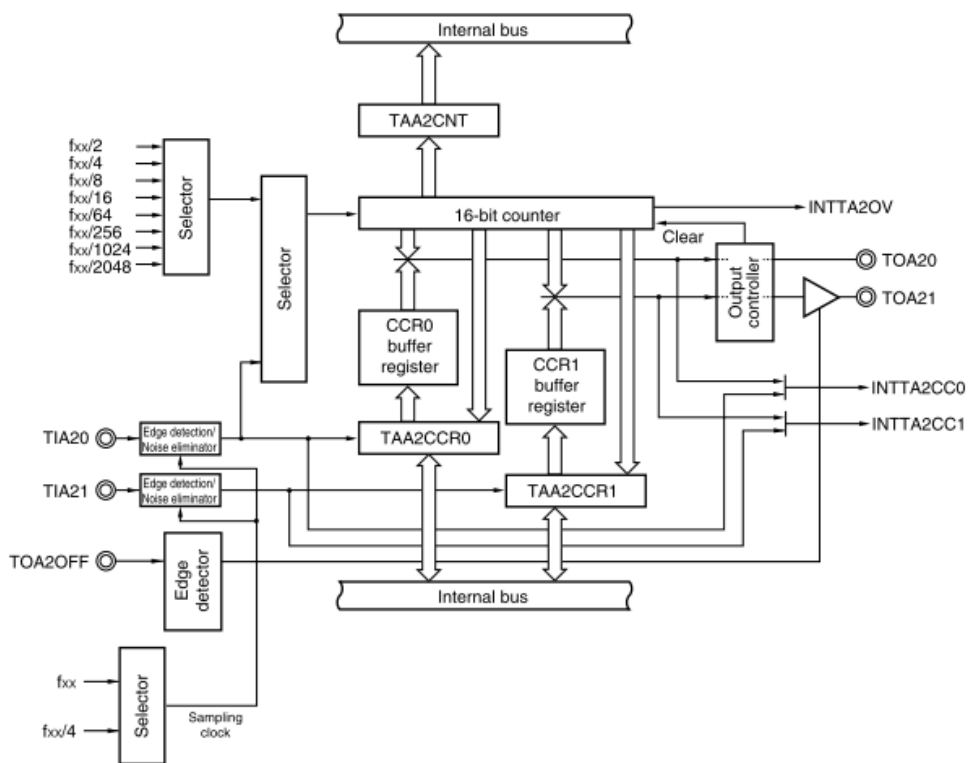 Internal bus
TAA2CNT
fxx/2
fxx/4
fxx/8
fxx/16
fxx/64
fxx/256
fxx/1024
fxx/2048
Selector
Selector
16-bit counter
INTTA2OV
Clear
TOA20
TOA21
Output
controller
CCR0
buffer
register
CCR1
buffer
register
INTTA2CC0
INTTA2CC1
TIA20
Edge detection/
Noise eliminator
TAA2CCR0
TIA21
Edge detection/
Noise eliminator
TAA2CCR1
TOA2OFF
Edge
detector
Internal bus
fxx
fxx/4
Selector
Sampling
clock